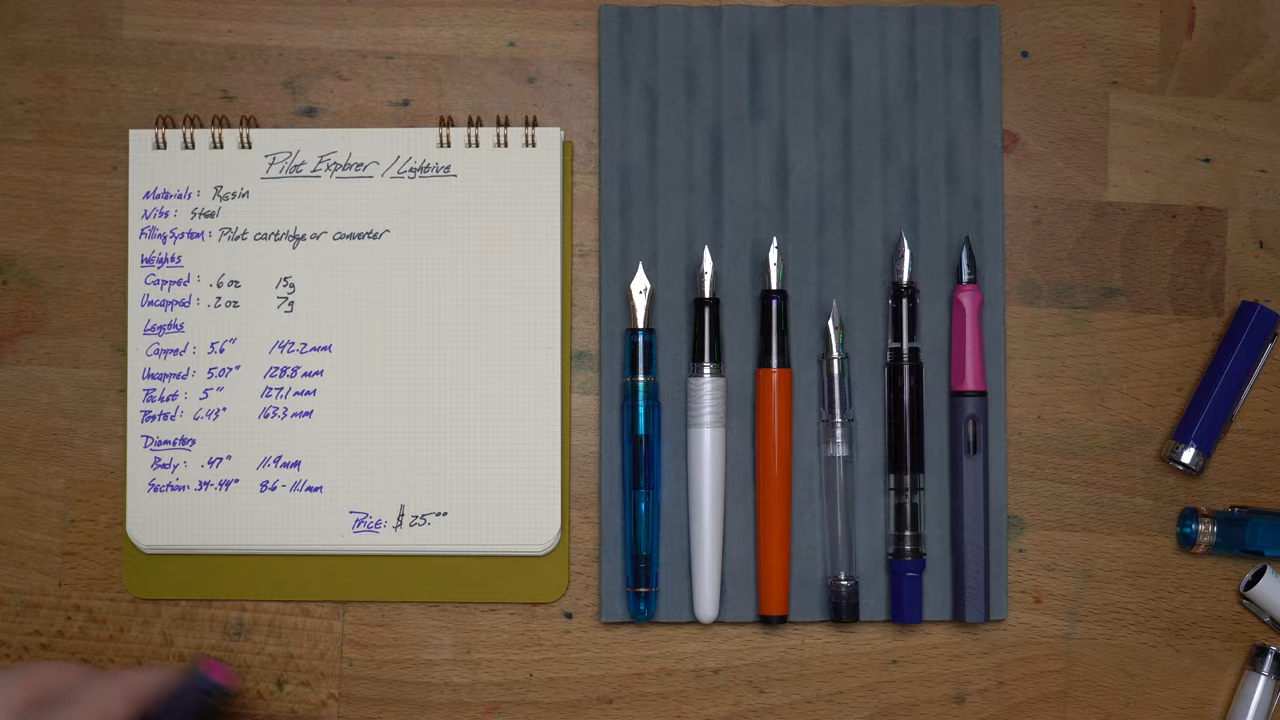 Pilot Explorer / Lightive
Materials: Resin
Nibs: Steel
Filling System: Pilot cartridge or converter
Weights
Capped: .6 oz 15g
Uncapped: .2 oz 7g
Lengths
Capped: 5.6" 142.2mm
Uncapped: 5.07" 128.8mm
Pocket: 5" 127.1mm
Posted: 6.43" 163.3mm
Diameters
Body: .47" 11.9mm
Section: .34-.44" 8.6-11.1mm
Price: $25.00